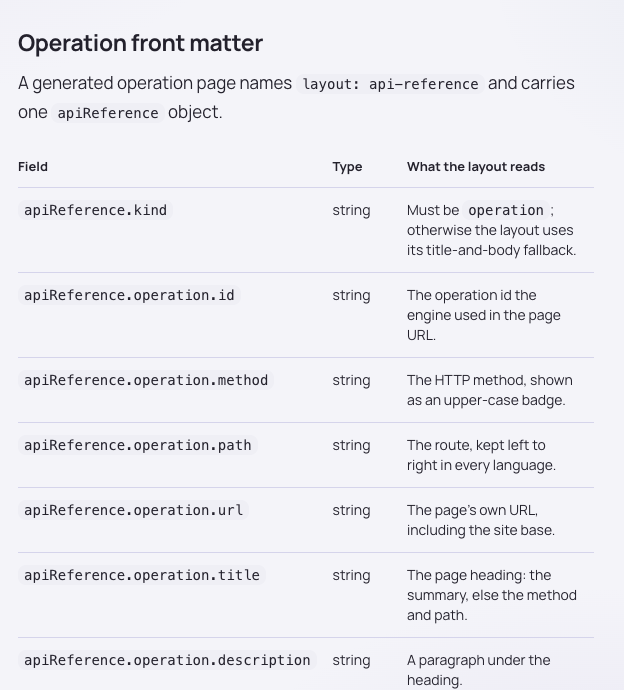 Operation front matter
A generated operation page names layout: api-reference and carries
one apiReference object.
Field Type What the layout reads
apiReference.kind string Must be operation ;
otherwise the layout uses
its title-and-body fallback.
apiReference.operation.id string The operation id the
engine used in the page
URL.
apiReference.operation.method string The HTTP method, shown
as an upper-case badge.
apiReference.operation.path string The route, kept left to
right in every language.
apiReference.operation.url string The page's own URL,
including the site base.
apiReference.operation.title string The page heading: the
summary, else the method
and path.
apiReference.operation.description string A paragraph under the
heading.